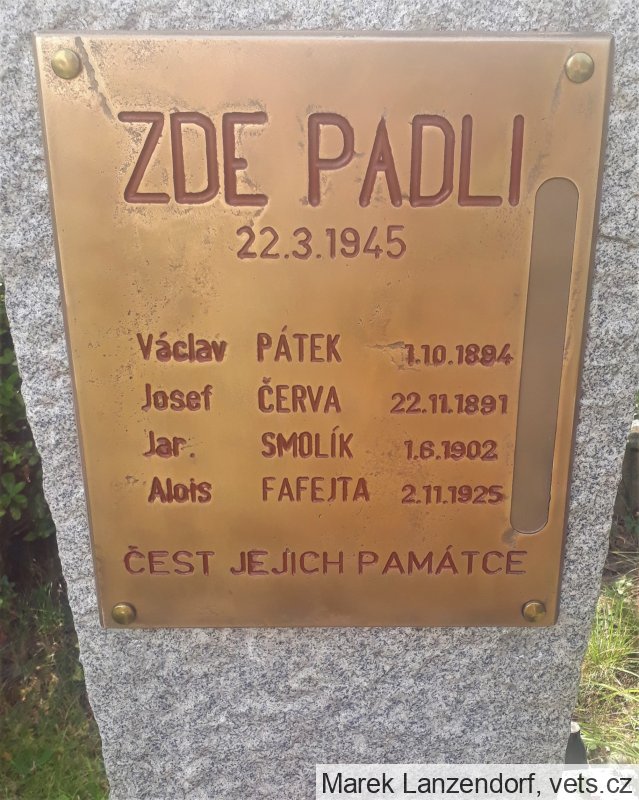 ZDE PADLI
22.3.1945
Václav PÁTEK 1.10.1894
Josef ČERVA 22.11.1891
Jar. SMOLÍK 1.6.1902
Alois FAFEJTA 2.11.1925
ČEST JEJICH PAMÁTCE
Marek Lanzendorf, vets.cz